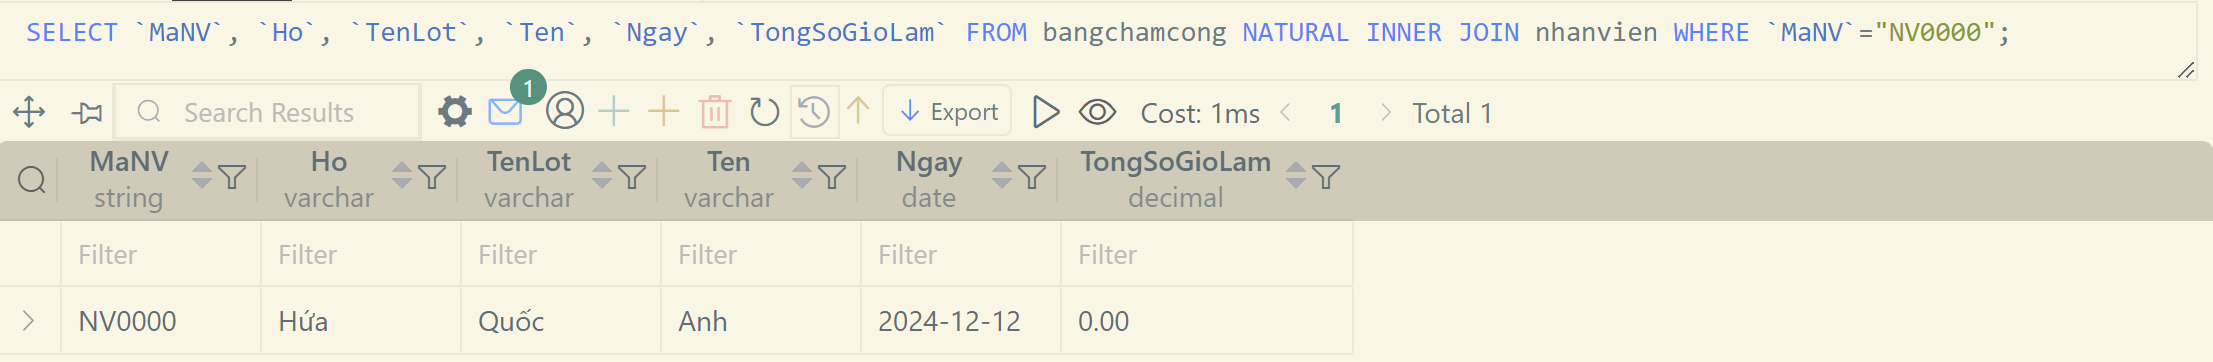 SELECT `MaNV`, `Ho`, `TenLot`, `Ten`, `Ngay`, `TongSoGioLam` FROM bangchamcong NATURAL INNER JOIN nhanvien WHERE `MaNV`="NV0000";
Search Results 1 Export Cost: 1ms 1 Total 1
MaNV Ho TenLot Ten Ngay TongSoGioLam
string varchar varchar varchar date decimal
Filter Filter Filter Filter Filter Filter
NV0000 Hứa Quốc Anh 2024-12-12 0.00